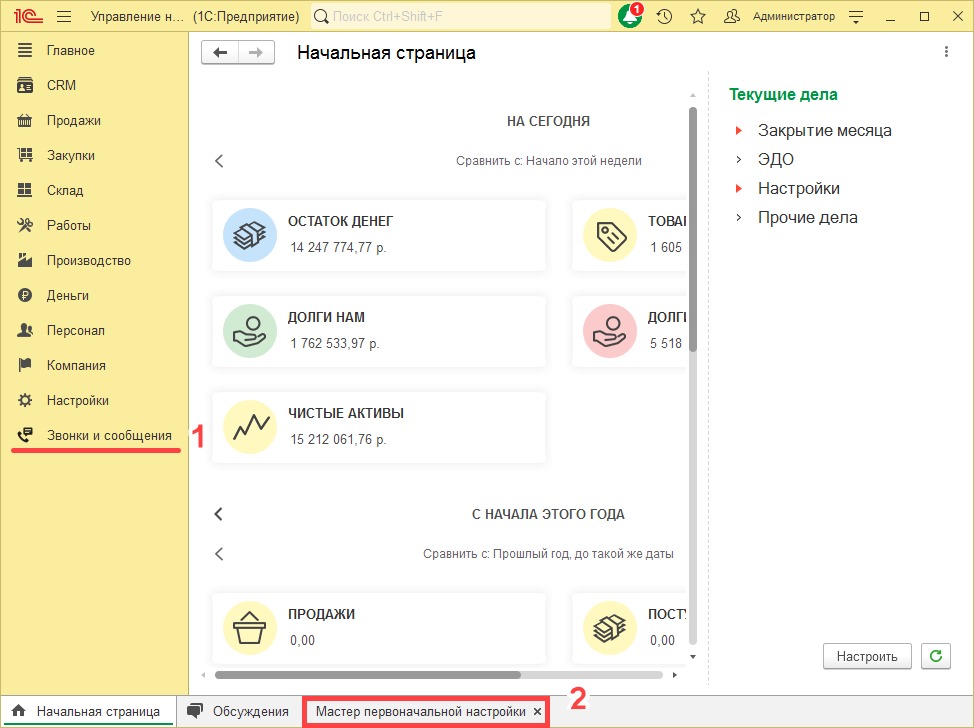 1С Управление н... (1С:Предприятие) Поиск Ctrl+Shift+F 1 Администратор
Главное
CRM
Продажи
Закупки
Склад
Работы
Производство
Деньги
Персонал
Компания
Настройки
Звонки и сообщения
1
Начальная страница
НА СЕГОДНЯ
Сравнить с: Начало этой недели
ОСТАТОК ДЕНЕГ
14 247 774,77 р.
ТОВАР
1 605
ДОЛГИ НАМ
1 762 533,97 р.
ДОЛГИ
5 518
ЧИСТЫЕ АКТИВЫ
15 212 061,76 р.
С НАЧАЛА ЭТОГО ГОДА
Сравнить с: Прошлый год, до такой же даты
ПРОДАЖИ
0,00
ПОСТУ
0,00
Текущие дела
Закрытие месяца
ЭДО
Настройки
Прочие дела
Настроить
Начальная страница
Обсуждения
Мастер первоначальной настройки
2